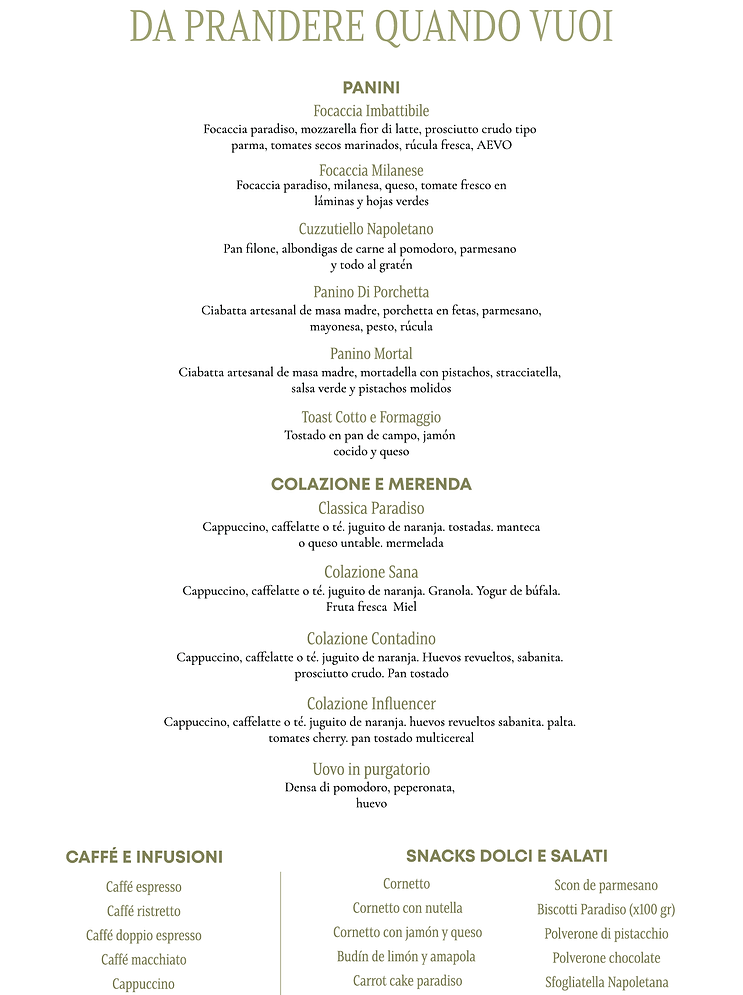 DA PRANDERE QUANDO VUOI
PANINI
Focaccia Imbattibile
Focaccia paradiso, mozzarella fior di latte, prosciutto crudo tipo
parma, tomates secos marinados, rúcula fresca, AEVO
Focaccia Milanese
Focaccia paradiso, milanesa, queso, tomate fresco en
láminas y hojas verdes
Cuzzutiello Napoletano
Pan filone, albondigas de carne al pomodoro, parmesano
y todo al gratén
Panino Di Porchetta
Ciabatta artesanal de masa madre, porchetta en fetas, parmesano,
mayonesa, pesto, rúcula
Panino Mortal
Ciabatta artesanal de masa madre, mortadella con pistachos, stracciatella,
salsa verde y pistachos molidos
Toast Cotto e Formaggio
Tostado en pan de campo, jamón
cocido y queso
COLAZIONE E MERENDA
Classica Paradiso
Cappuccino, caffelatte o té. juguito de naranja. tostadas. manteca
o queso untable. mermelada
Colazione Sana
Cappuccino, caffelatte o té. juguito de naranja. Granola. Yogur de búfala.
Fruta fresca Miel
Colazione Contadino
Cappuccino, caffelatte o té. juguito de naranja. Huevos revueltos, sabanita.
prosciutto crudo. Pan tostado
Colazione Influencer
Cappuccino, caffelatte o té. juguito de naranja. huevos revueltos sabanita. palta.
tomates cherry. pan tostado multicereal
Uovo in purgatorio
Densa di pomodoro, peperonata,
huevo
CAFFÉ E INFUSIONI
Caffé espresso
Caffé ristretto
Caffé doppio espresso
Caffé macchiato
Cappuccino
SNACKS DOLCI E SALATI
Cornetto
Cornetto con nutella
Cornetto con jamón y queso
Budín de limón y amapola
Carrot cake paradiso
Scon de parmesano
Biscotti Paradiso (x100 gr)
Polverone di pistacchio
Polverone chocolate
Sfogliatella Napoletana